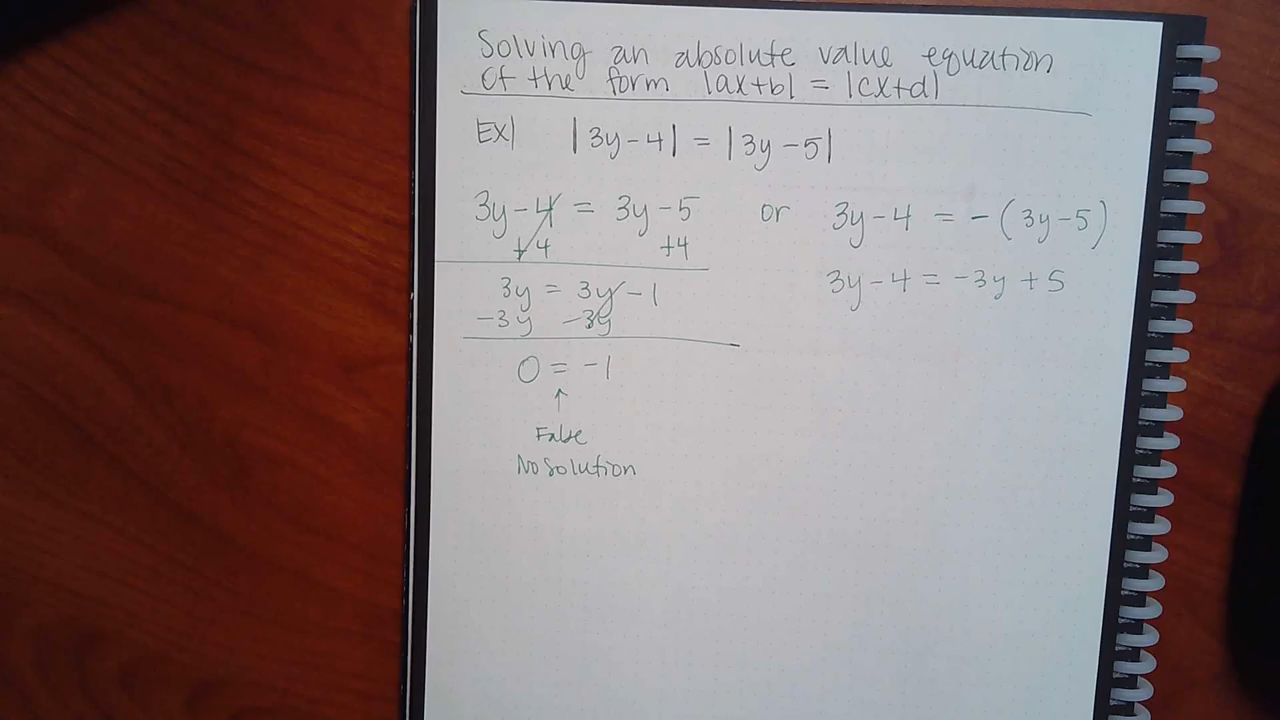 Solving an absolute value equation
of the form |ax+b| = |cx+d|
Ex| |3y-4| = |3y-5|
3y-4 = 3y-5 or 3y-4 = -(3y-5)
+4 +4
3y = 3y-1 3y-4 = -3y+5
-3y -3y
0 = -1
↑
False
No solution